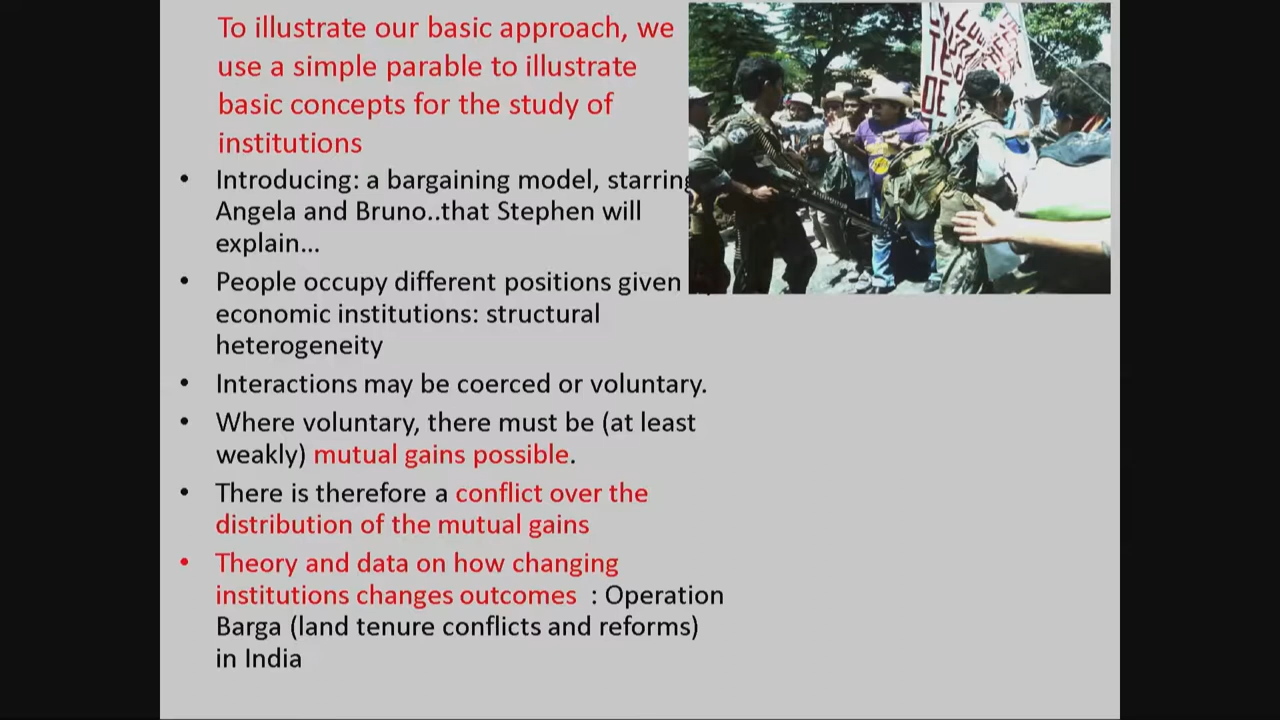 To illustrate our basic approach, we
use a simple parable to illustrate
basic concepts for the study of
institutions
• Introducing: a bargaining model, starring
Angela and Bruno..that Stephen will
explain...
• People occupy different positions given
economic institutions: structural
heterogeneity
• Interactions may be coerced or voluntary.
• Where voluntary, there must be (at least
weakly) mutual gains possible.
• There is therefore a conflict over the
distribution of the mutual gains
• Theory and data on how changing
institutions changes outcomes : Operation
Barga (land tenure conflicts and reforms)
in India
DE